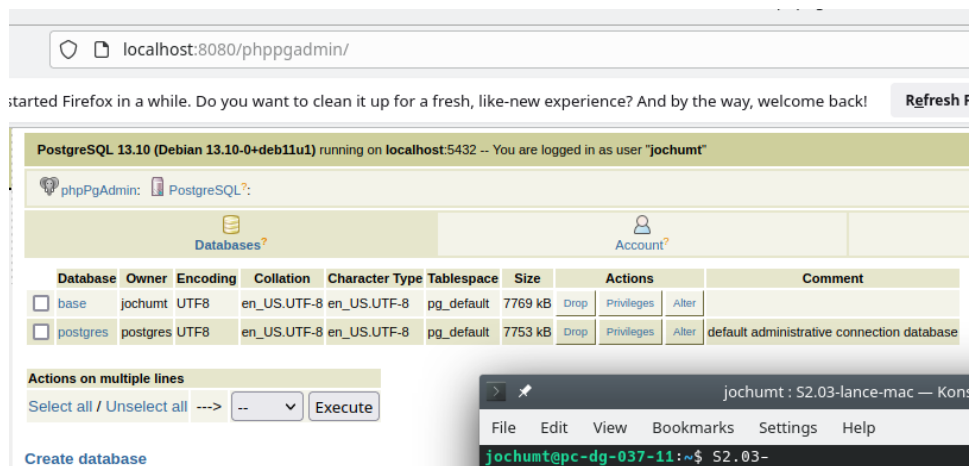 localhost:8080/phppgadmin/
started Firefox in a while. Do you want to clean it up for a fresh, like-new experience? And by the way, welcome back!
Refresh F
PostgreSQL 13.10 (Debian 13.10-0+deb11u1) running on localhost:5432 -- You are logged in as user "jochumt"
phpPgAdmin: PostgreSQL?:
Databases?
Account?
Database Owner Encoding Collation Character Type Tablespace Size Actions Comment
base jochumt UTF8 en_US.UTF-8 en_US.UTF-8 pg_default 7769 kB Drop Privileges Alter
postgres postgres UTF8 en_US.UTF-8 en_US.UTF-8 pg_default 7753 kB Drop Privileges Alter default administrative connection database
Actions on multiple lines
Select all / Unselect all ---> -- Execute
Create database
jochumt : S2.03-lance-mac — Kons
File Edit View Bookmarks Settings Help
jochumt@pc-dg-037-11:~$ S2.03-